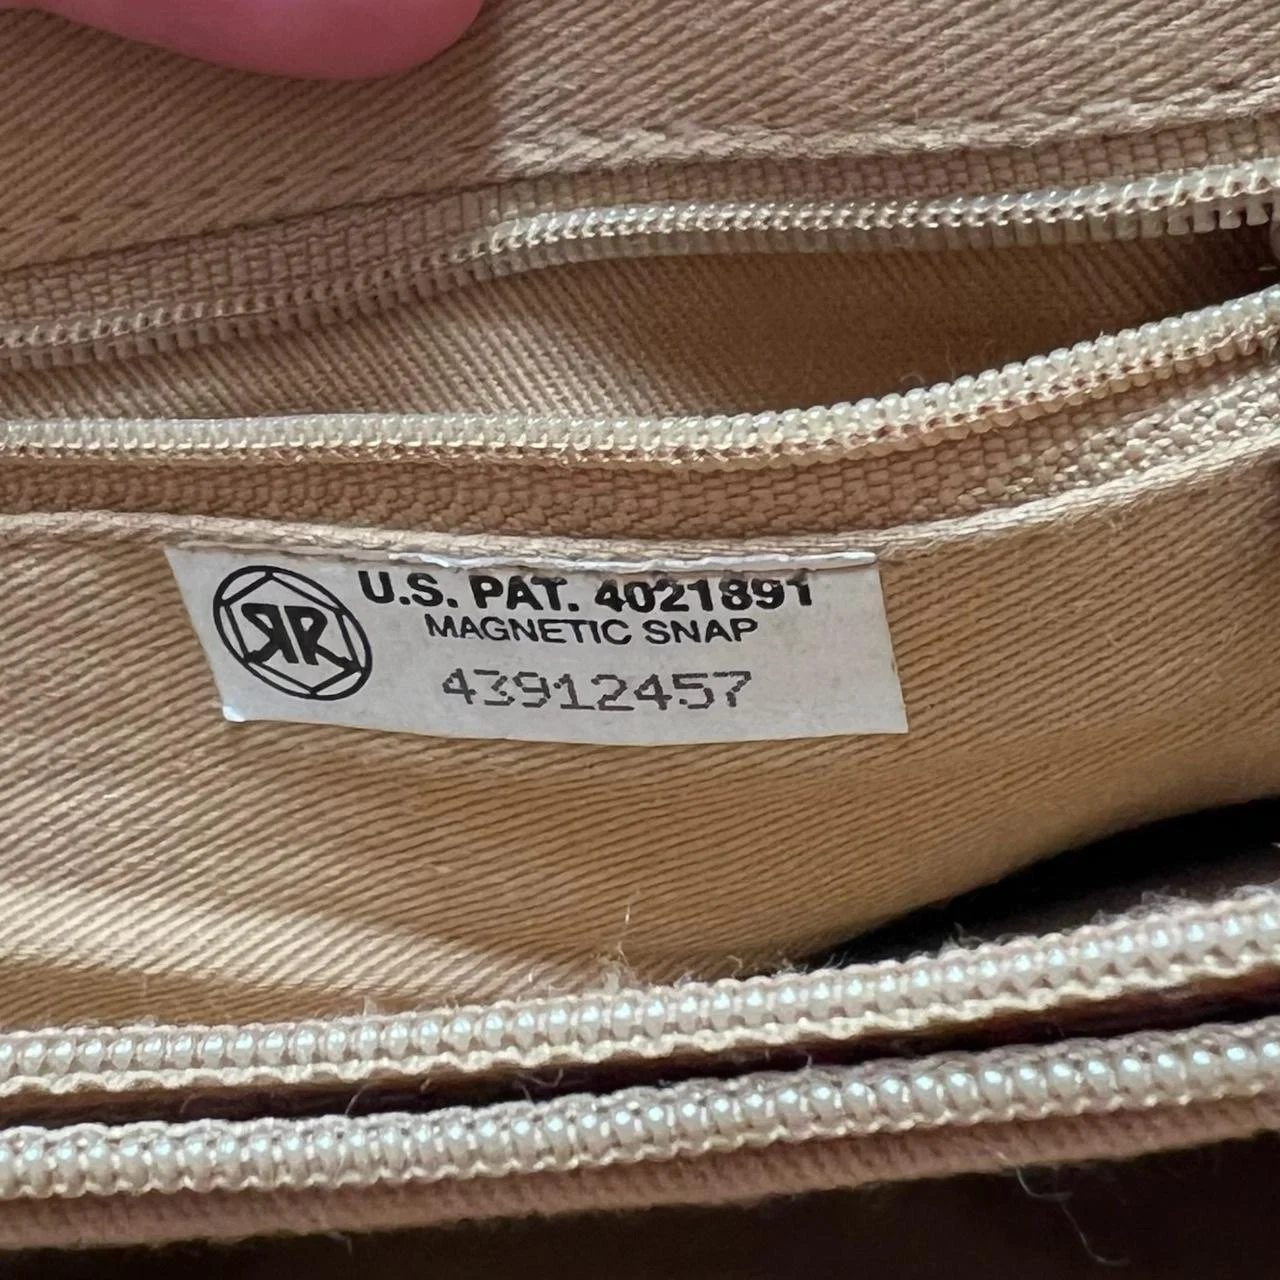 U.S. PAT. 4021891
MAGNETIC SNAP
43912457